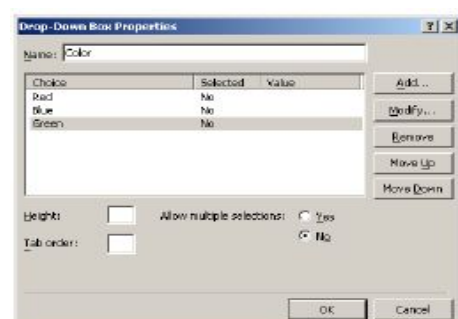 Drop-Down Box Properties
Name: Color
Choice Selected Value Add...
Red No
Blue No Modify...
Green No
Remove
Move Up
Move Down
Height: Allow multiple selections: Yes
No
Tab order:
OK Cancel